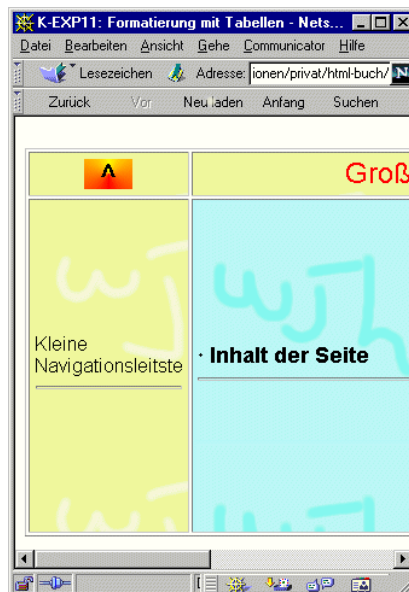 K-EXP11: Formatierung mit Tabellen - Nets...
Datei Bearbeiten Ansicht Gehe Communicator Hilfe
Lesezeichen Adresse: ionen/privat/html-buch/ N
Zurück Vor Neu laden Anfang Suchen
Λ Groß
Kleine
Navigationsleitste
· Inhalt der Seite